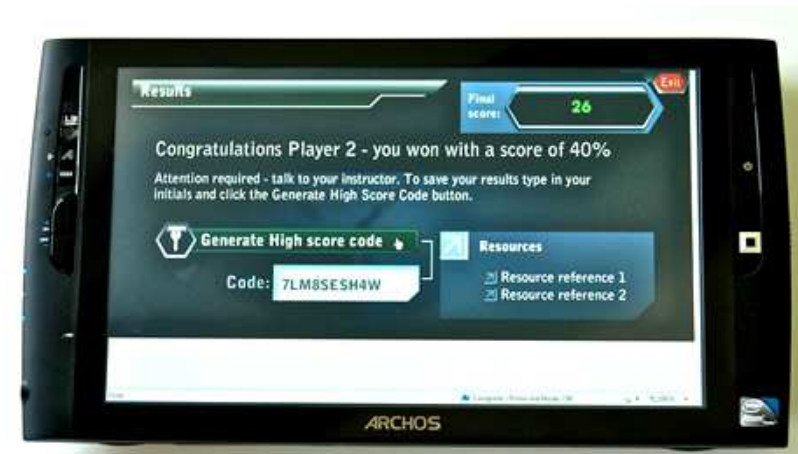 Results
Exit
Final score:
26
Congratulations Player 2 - you won with a score of 40%
Attention required - talk to your instructor. To save your results type in your
initials and click the Generate High Score Code button.
Generate High score code
Code: 7LM8SESH4W
Resources
Resource reference 1
Resource reference 2
ARCHOS